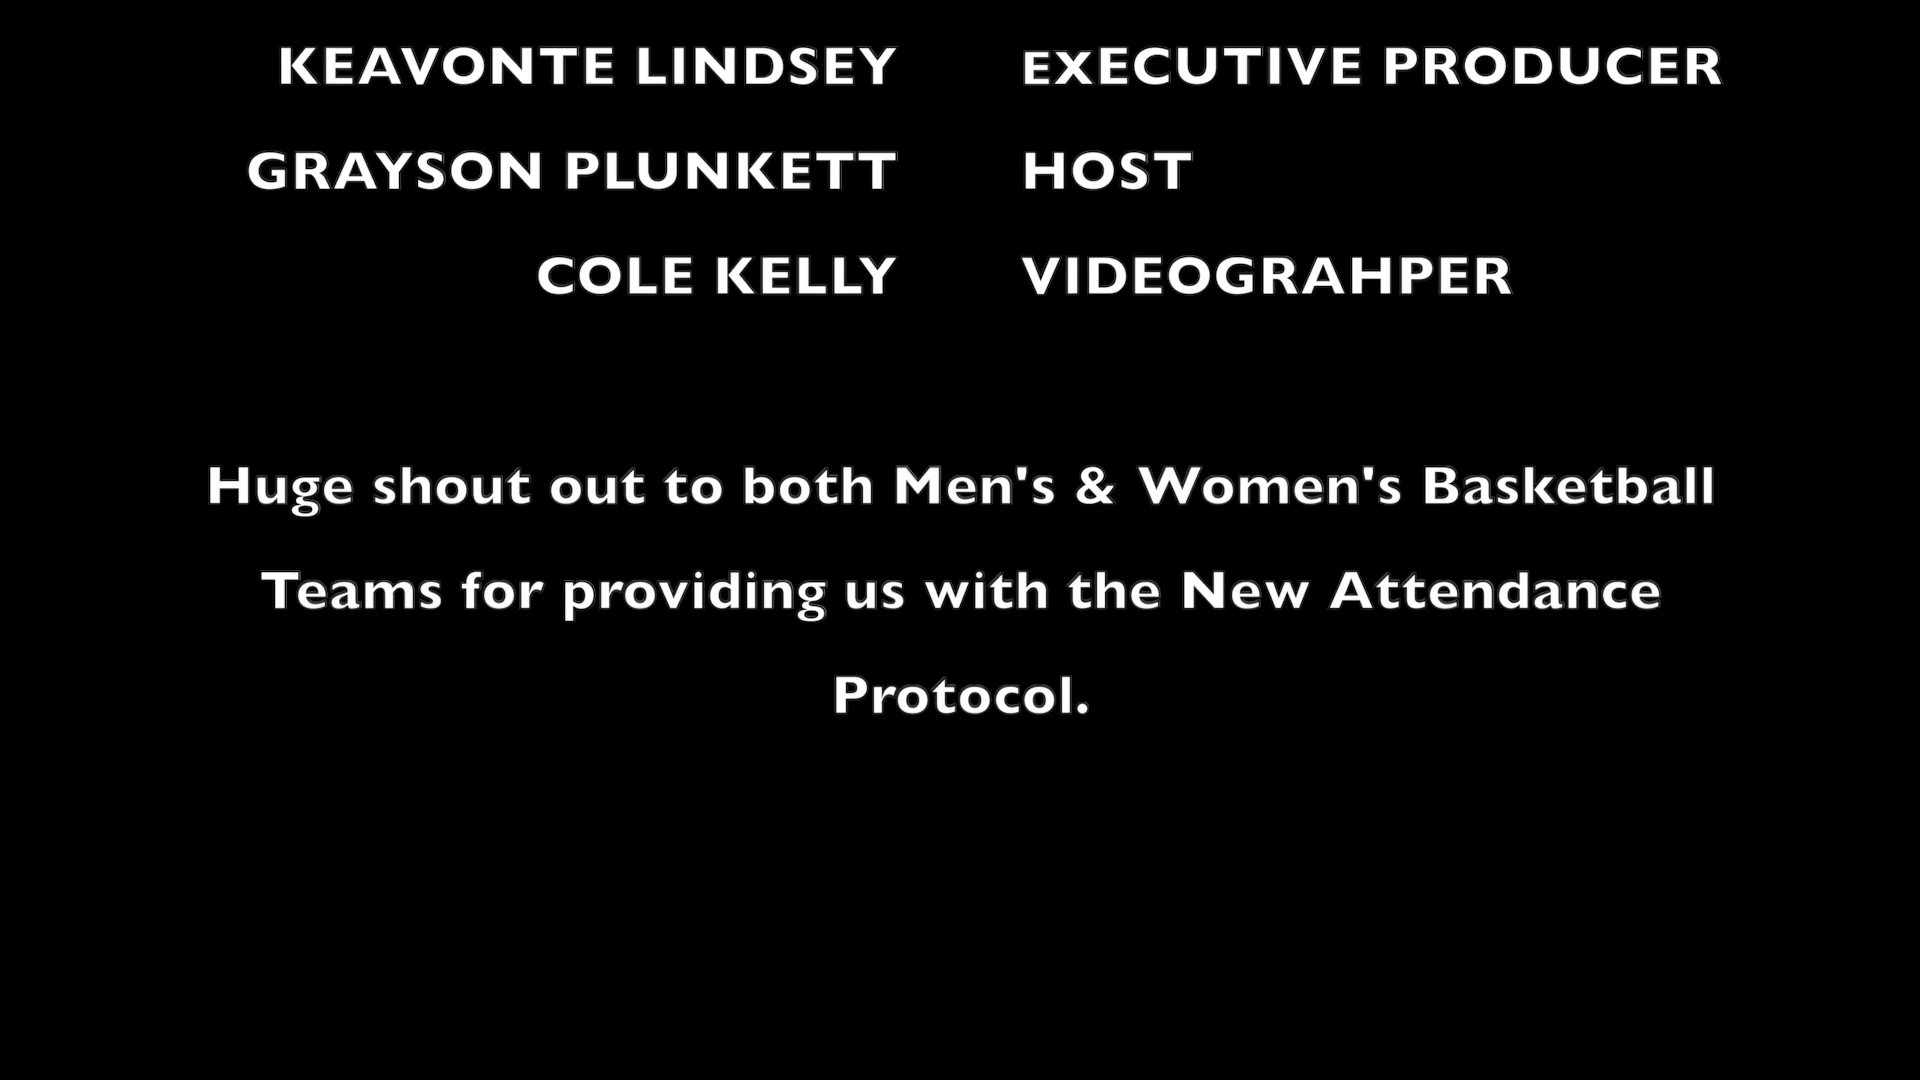 KEAVONTE LINDSEY EXECUTIVE PRODUCER
GRAYSON PLUNKETT HOST
COLE KELLY VIDEOGRAHPER
Huge shout out to both Men's & Women's Basketball
Teams for providing us with the New Attendance
Protocol.